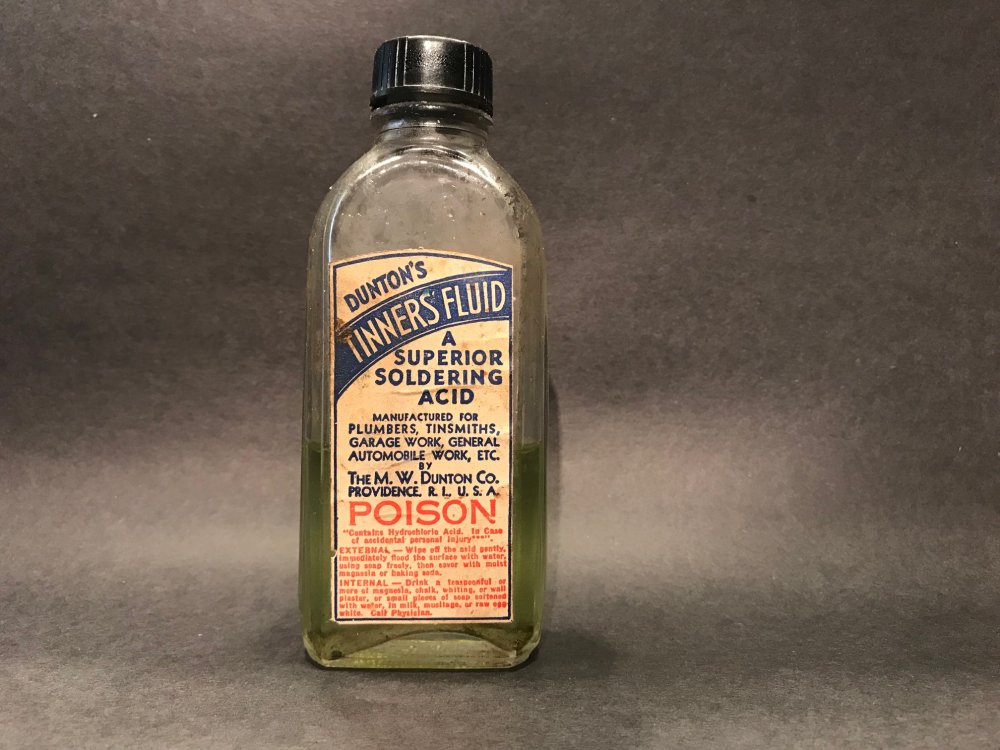 DUNTON'S
TINNERS' FLUID
A
SUPERIOR
SOLDERING
ACID
MANUFACTURED FOR
PLUMBERS, TINSMITHS,
GARAGE WORK, GENERAL
AUTOMOBILE WORK, ETC.
BY
THE M. W. DUNTON CO.
PROVIDENCE, R. I., U. S. A.
POISON
"Contains Hydrochloric Acid. In Case
of accidental personal injury***".
EXTERNAL — Wipe off the acid gently,
immediately flood the surface with water,
using soap freely, then cover with moist
magnesia or baking soda.
INTERNAL — Drink a teaspoonful or
more of magnesia, chalk, whiting, or wall
plaster, or small pieces of soap softened
with water, in milk, mucilage, or raw egg
white. Call Physician.